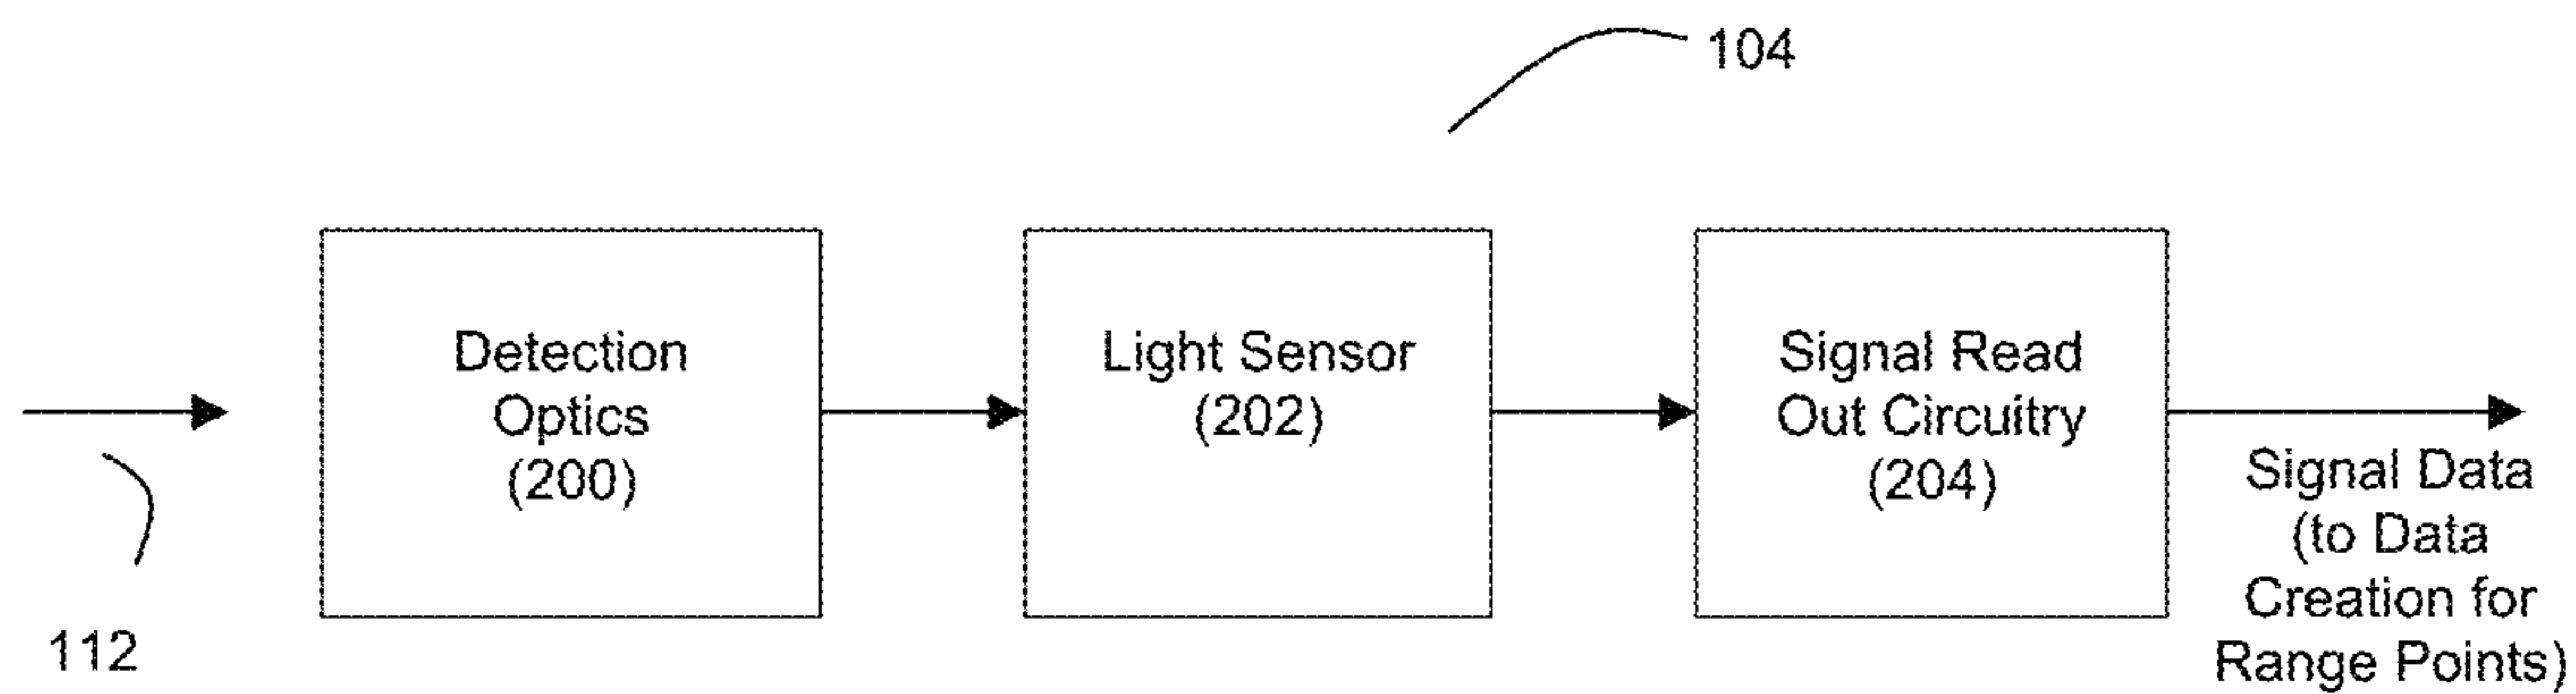 104
Detection
Optics
(200)
Light Sensor
(202)
Signal Read
Out Circuitry
(204)
Signal Data
(to Data
Creation for
Range Points)
112